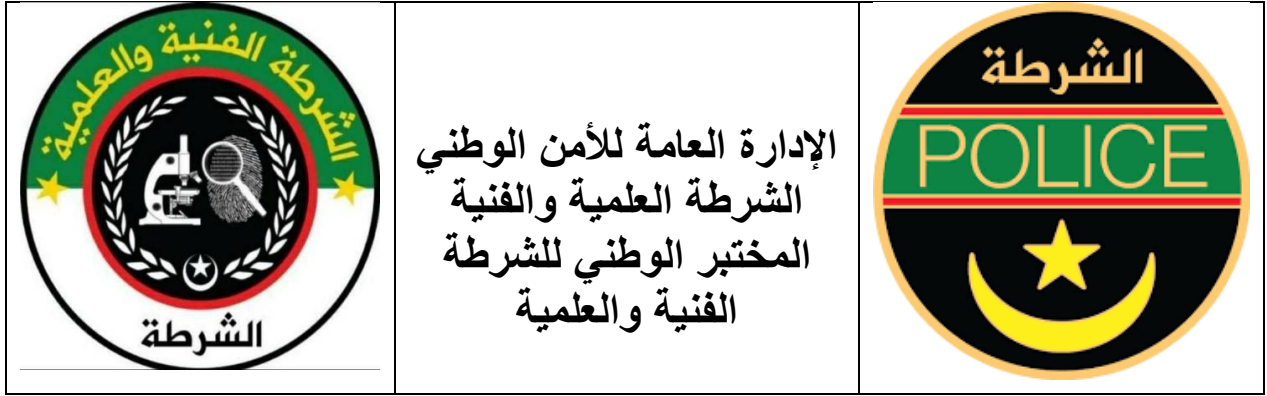 الشرطة الفنية والعلمية
الشرطة
الإدارة العامة للأمن الوطني
الشرطة العلمية والفنية
المختبر الوطني للشرطة
الفنية والعلمية
الشرطة
POLICE